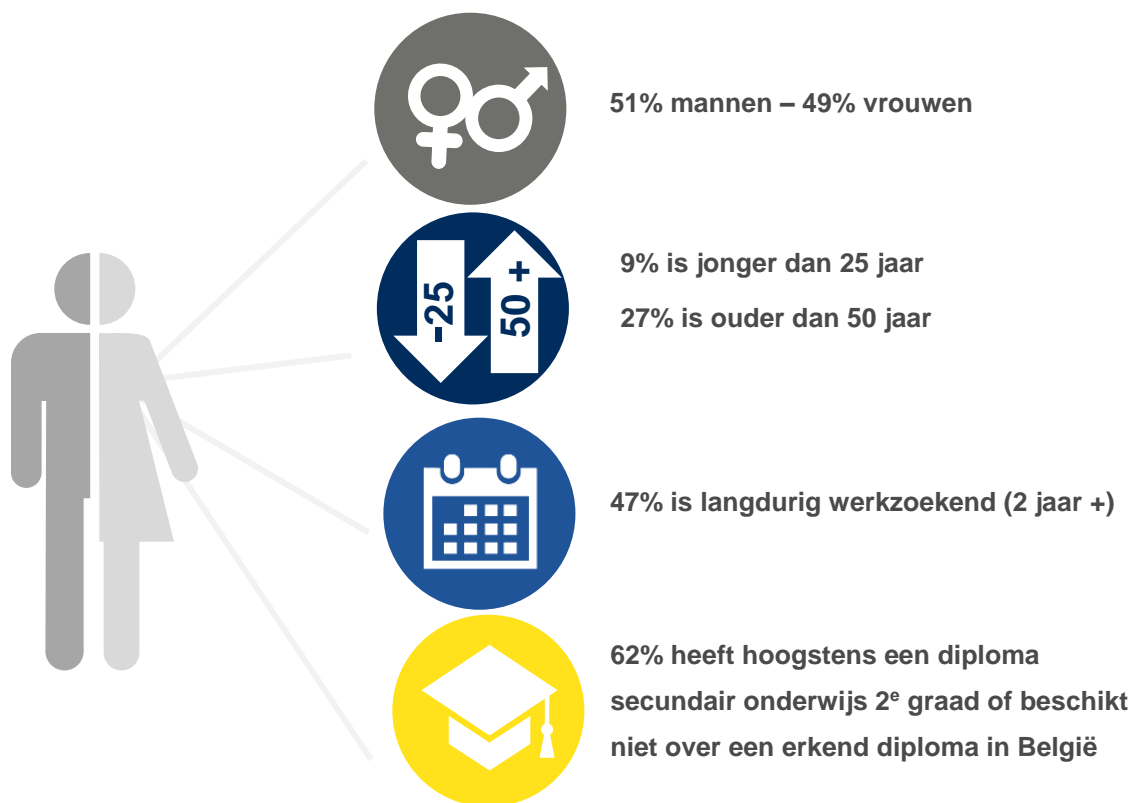 51% mannen – 49% vrouwen
-25
50 +
9% is jonger dan 25 jaar
27% is ouder dan 50 jaar
47% is langdurig werkzoekend (2 jaar +)
62% heeft hoogstens een diploma
secundair onderwijs 2e graad of beschikt
niet over een erkend diploma in België